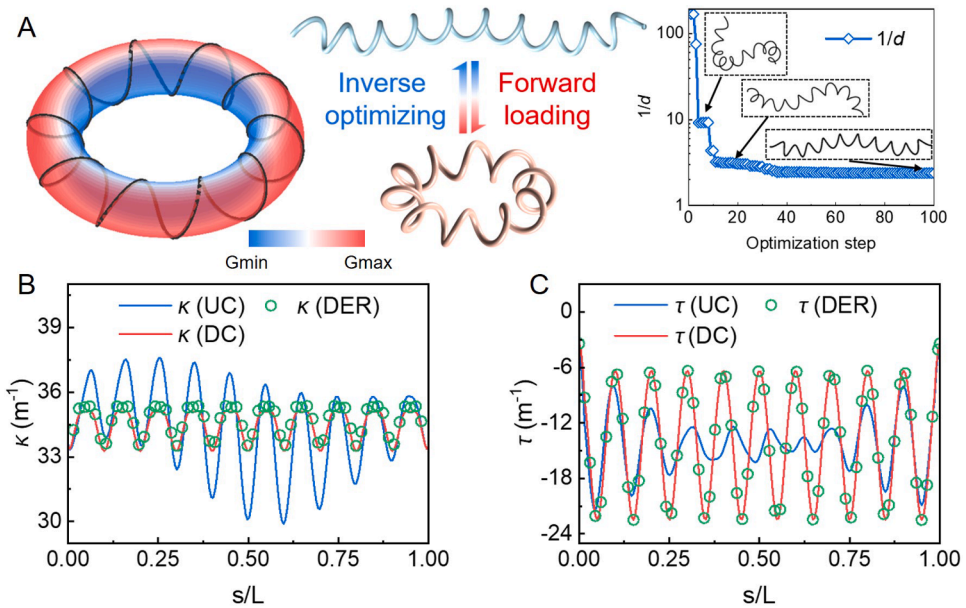 A
Inverse
optimizing
Forward
loading
Gmin
Gmax
1/d
100
10
1
1/d
0
20
40
60
80
100
Optimization step
B
κ (UC)
κ (DER)
κ (DC)
39
36
33
30
κ (m⁻¹)
0.00
0.25
0.50
0.75
1.00
s/L
C
τ (UC)
τ (DER)
τ (DC)
0
-6
-12
-18
-24
τ (m⁻¹)
0.00
0.25
0.50
0.75
1.00
s/L